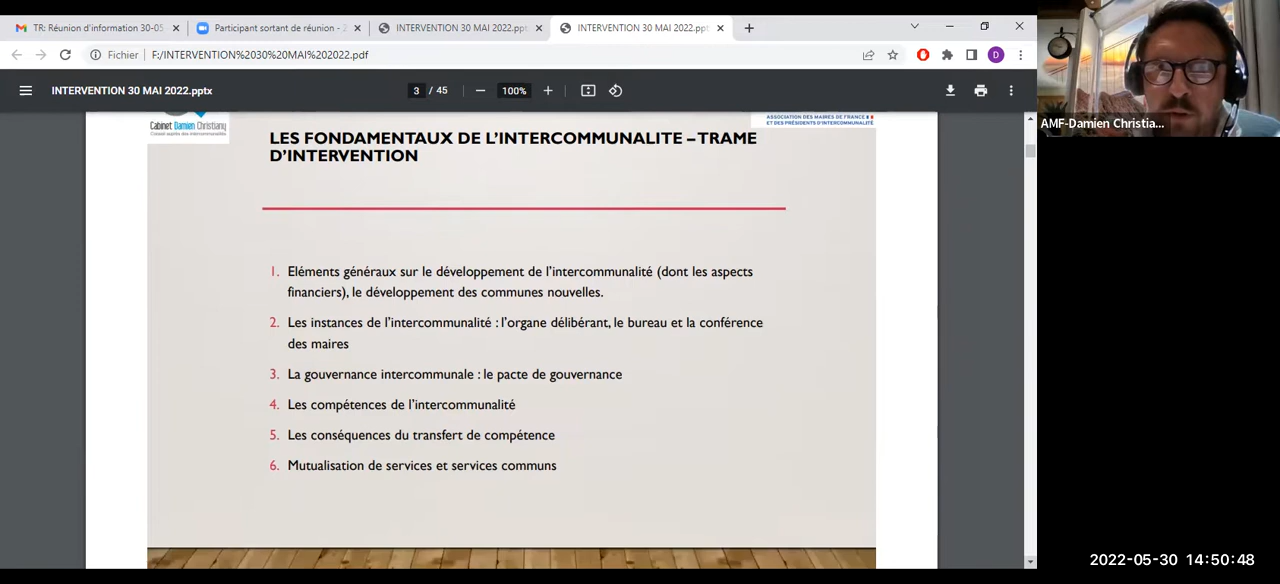 TR: Réunion d'information 30-05
Participant sortant de réunion - Z
INTERVENTION 30 MAI 2022.ppt
INTERVENTION 30 MAI 2022.ppt
Fichier
F:/INTERVENTION%2030%20MAI%202022.pdf
D
INTERVENTION 30 MAI 2022.pptx
3 / 45
100%
AMF-Damien Christia...
Cabinet Damien Christiany
Conseil auprès des intercommunalités
ASSOCIATION DES MAIRES DE FRANCE
ET DES PRÉSIDENTS D'INTERCOMMUNALITÉ
LES FONDAMENTAUX DE L'INTERCOMMUNALITE – TRAME
D'INTERVENTION
1. Eléments généraux sur le développement de l'intercommunalité (dont les aspects
financiers), le développement des communes nouvelles.
2. Les instances de l'intercommunalité : l'organe délibérant, le bureau et la conférence
des maires
3. La gouvernance intercommunale : le pacte de gouvernance
4. Les compétences de l'intercommunalité
5. Les conséquences du transfert de compétence
6. Mutualisation de services et services communs
2022-05-30 14:50:48